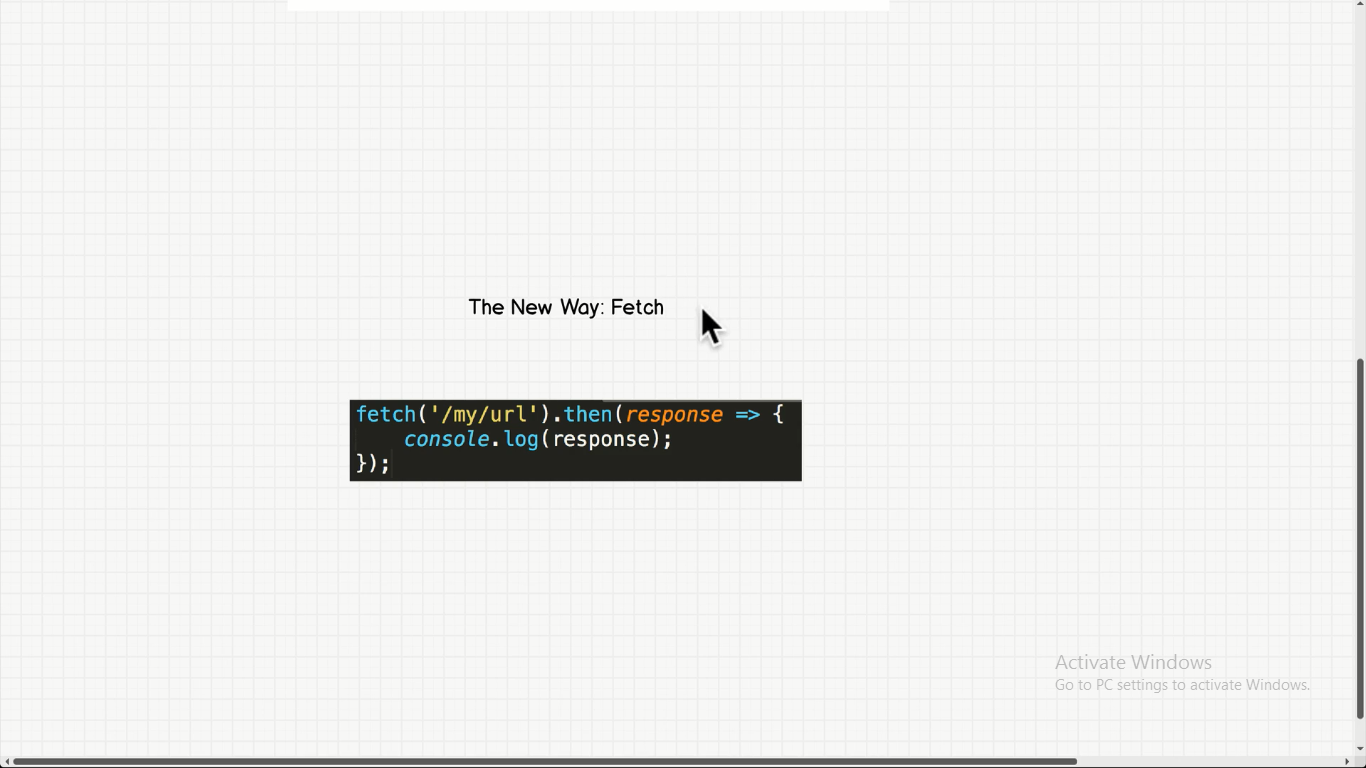 The New Way: Fetch
fetch('/my/url').then(response => {
    console.log(response);
});
Activate Windows
Go to PC settings to activate Windows.